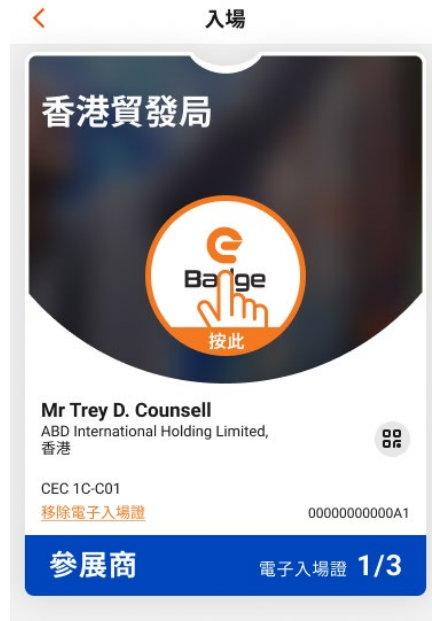 入場
香港貿發局
e
Badge
按此
Mr Trey D. Counsell
ABD International Holding Limited,
香港
CEC 1C-C01
移除電子入場證
00000000000A1
參展商
電子入場證 1/3